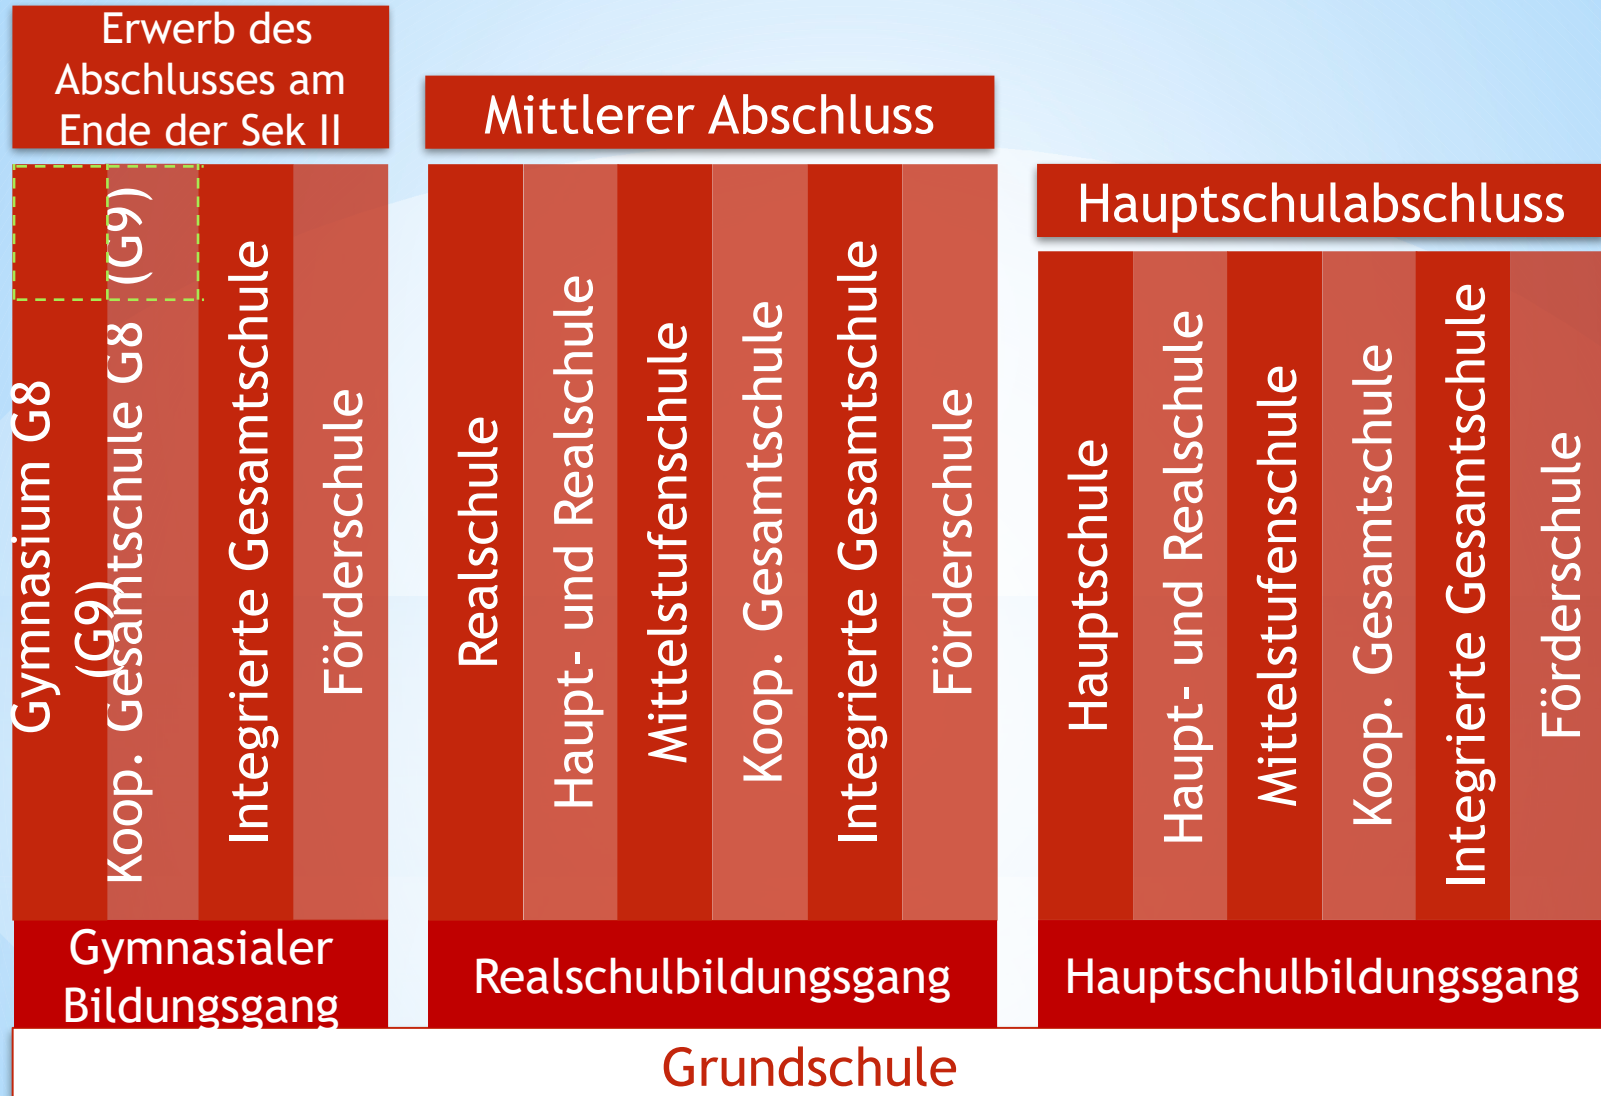 Erwerb des
Abschlusses am
Ende der Sek II
Mittlerer Abschluss
Hauptschulabschluss
Gymnasium G8
(G9)
Koop. Gesamtschule G8 (G9)
Integrierte Gesamtschule
Förderschule
Realschule
Haupt- und Realschule
Mittelstufenschule
Koop. Gesamtschule
Integrierte Gesamtschule
Förderschule
Hauptschule
Haupt- und Realschule
Mittelstufenschule
Koop. Gesamtschule
Integrierte Gesamtschule
Förderschule
Gymnasialer
Bildungsgang
Realschulbildungsgang
Hauptschulbildungsgang
Grundschule